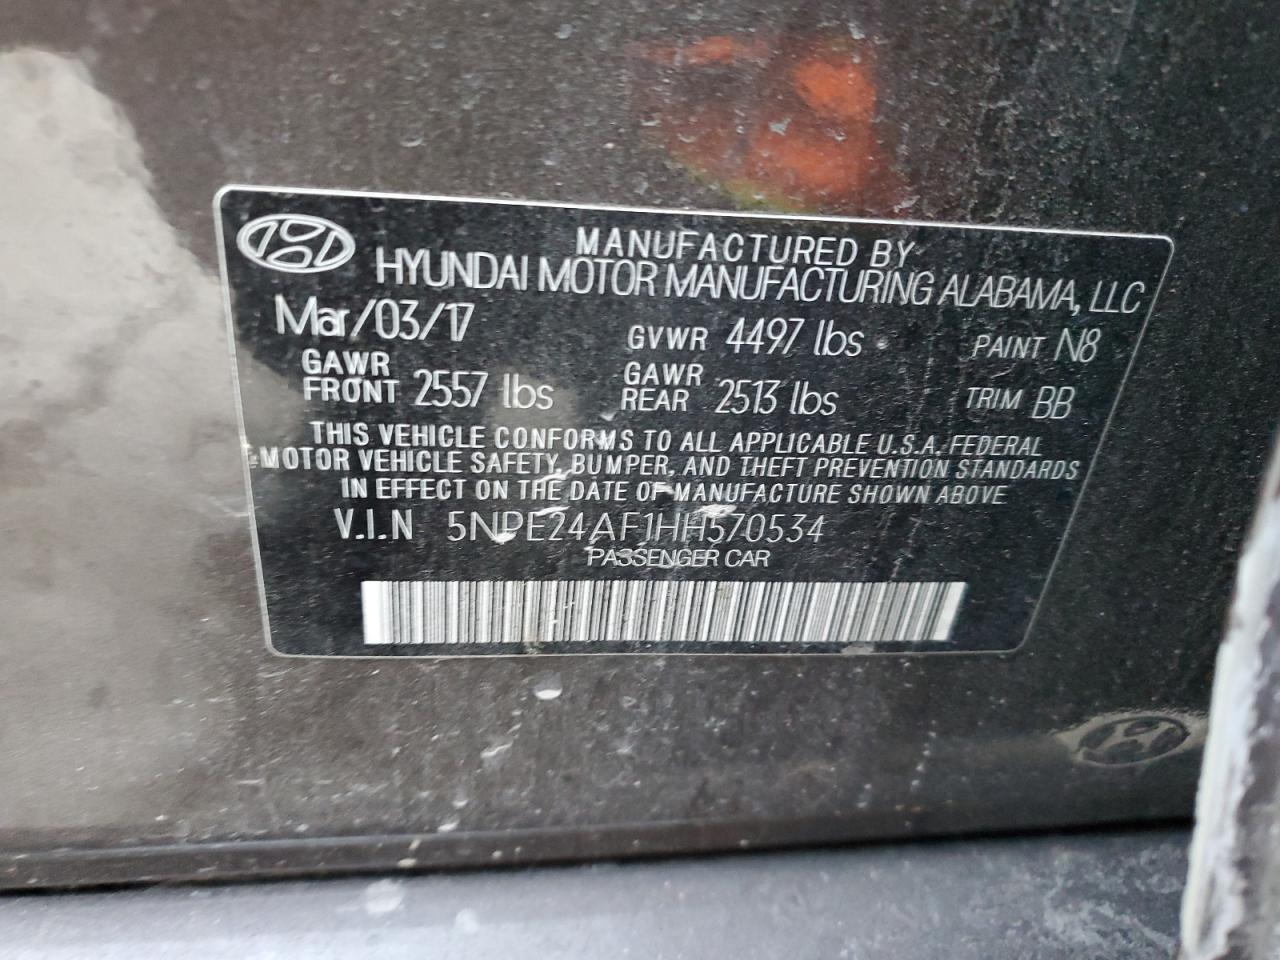 MANUFACTURED BY
HYUNDAI MOTOR MANUFACTURING ALABAMA, LLC
Mar/03/17 GVWR 4497 lbs PAINT N8
GAWR FRONT 2557 lbs GAWR REAR 2513 lbs TRIM BB
THIS VEHICLE CONFORMS TO ALL APPLICABLE U.S.A. FEDERAL
MOTOR VEHICLE SAFETY, BUMPER, AND THEFT PREVENTION STANDARDS
IN EFFECT ON THE DATE OF MANUFACTURE SHOWN ABOVE
V.I.N 5NPE24AF1HH570534
PASSENGER CAR